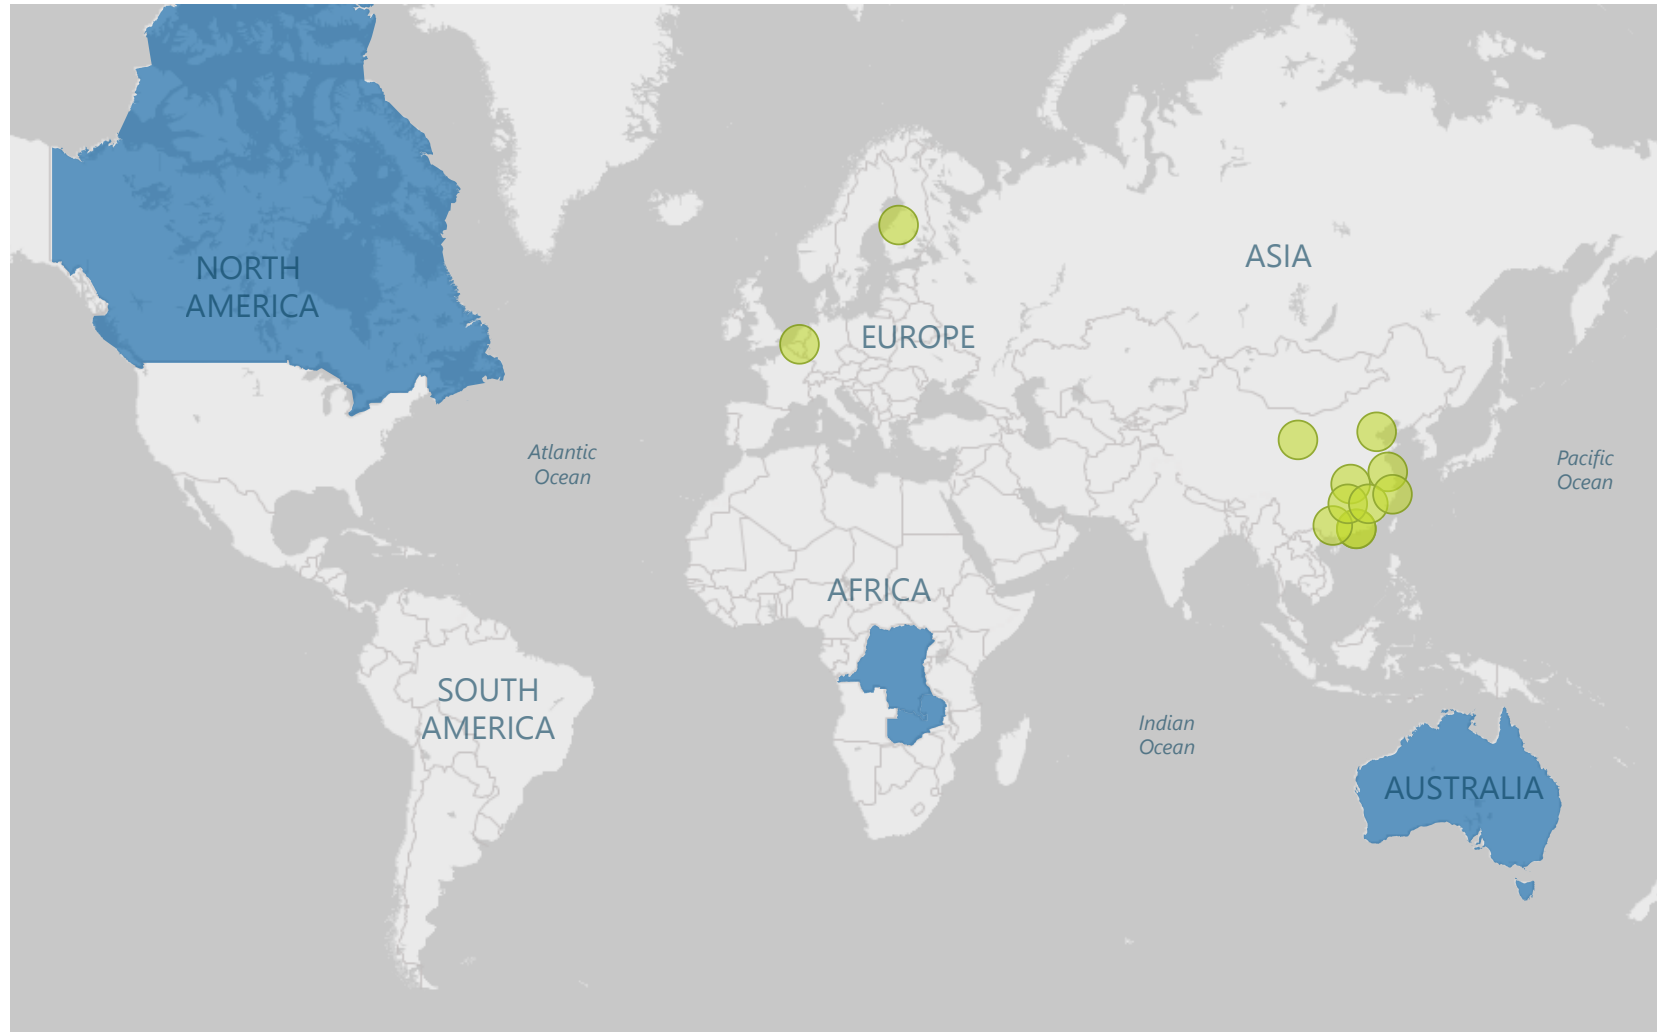 NORTH
AMERICA
ASIA
EUROPE
Atlantic
Ocean
Pacific
Ocean
AFRICA
SOUTH
AMERICA
Indian
Ocean
AUSTRALIA